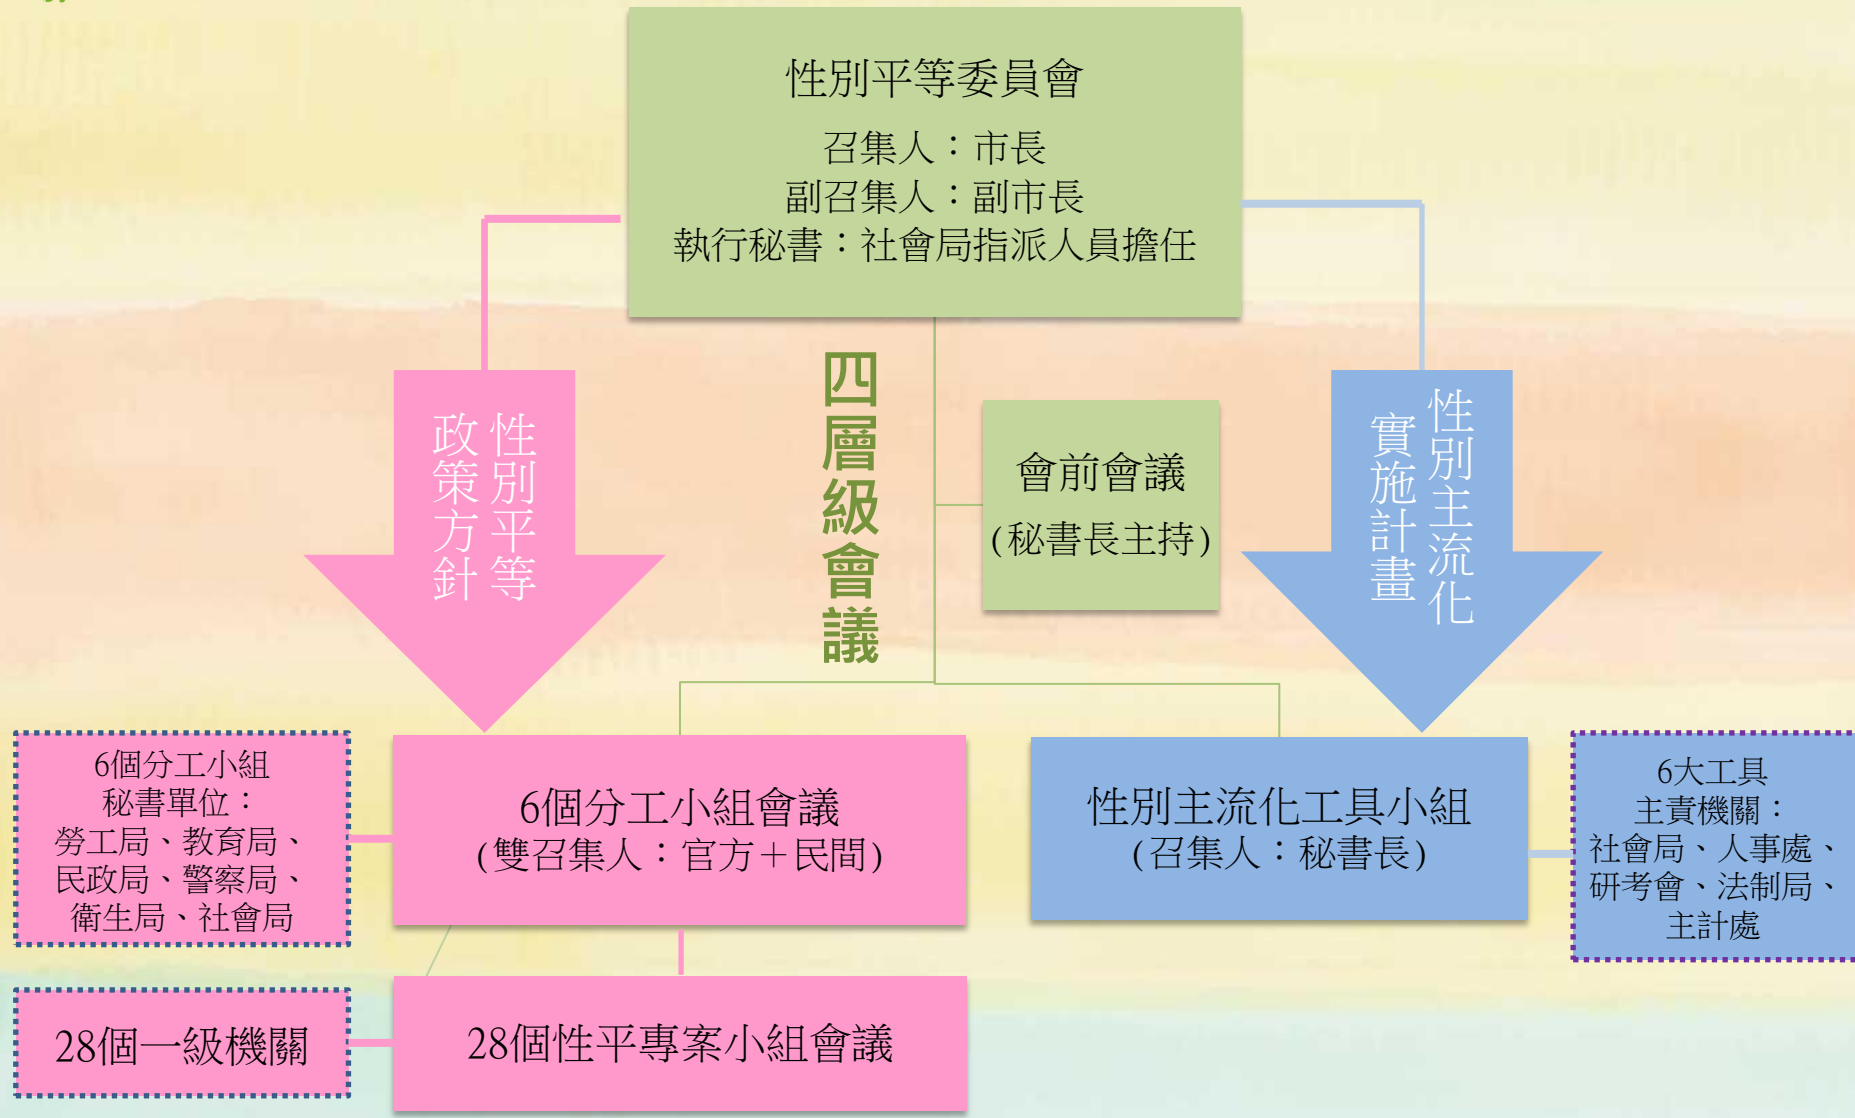 性別平等委員會
召集人：市長
副召集人：副市長
執行秘書：社會局指派人員擔任
性別平等
政策方針
四層級會議
會前會議
(秘書長主持)
性別主流化
實施計畫
6個分工小組
秘書單位：
勞工局、教育局、
民政局、警察局、
衛生局、社會局
6個分工小組會議
(雙召集人：官方＋民間)
性別主流化工具小組
(召集人：秘書長)
6大工具
主責機關：
社會局、人事處、
研考會、法制局、
主計處
28個一級機關
28個性平專案小組會議